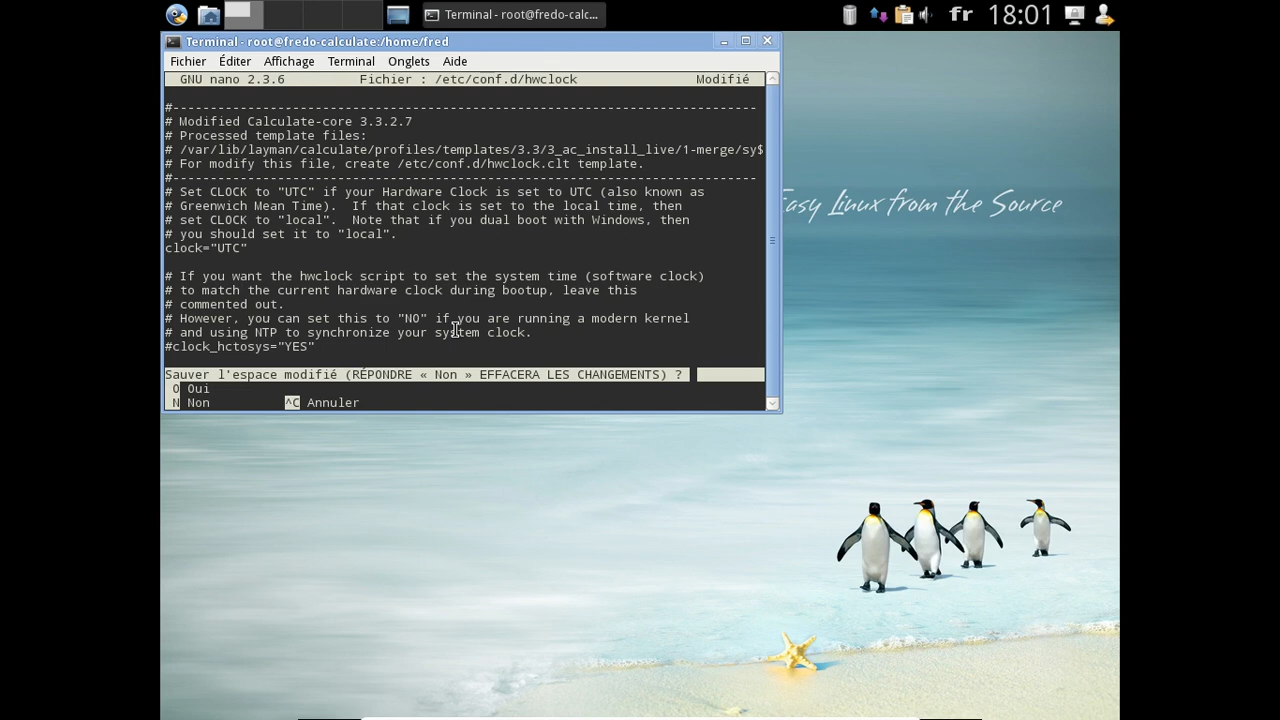 Terminal - root@fredo-calc...
fr
18:01
Terminal - root@fredo-calculate:/home/fred
Fichier Éditer Affichage Terminal Onglets Aide
GNU nano 2.3.6 Fichier : /etc/conf.d/hwclock Modifié
#------------------------------------------------------------------------------
# Modified Calculate-core 3.3.2.7
# Processed template files:
# /var/lib/layman/calculate/profiles/templates/3.3/3_ac_install_live/1-merge/sy$
# For modify this file, create /etc/conf.d/hwclock.clt template.
#------------------------------------------------------------------------------
# Set CLOCK to "UTC" if your Hardware Clock is set to UTC (also known as
# Greenwich Mean Time). If that clock is set to the local time, then
# set CLOCK to "local". Note that if you dual boot with Windows, then
# you should set it to "local".
clock="UTC"
# If you want the hwclock script to set the system time (software clock)
# to match the current hardware clock during bootup, leave this
# commented out.
# However, you can set this to "NO" if you are running a modern kernel
# and using NTP to synchronize your system clock.
#clock_hctosys="YES"
Sauver l'espace modifié (RÉPONDRE « Non » EFFACERA LES CHANGEMENTS) ?
O Oui
N Non ^C Annuler
Easy Linux from the Source